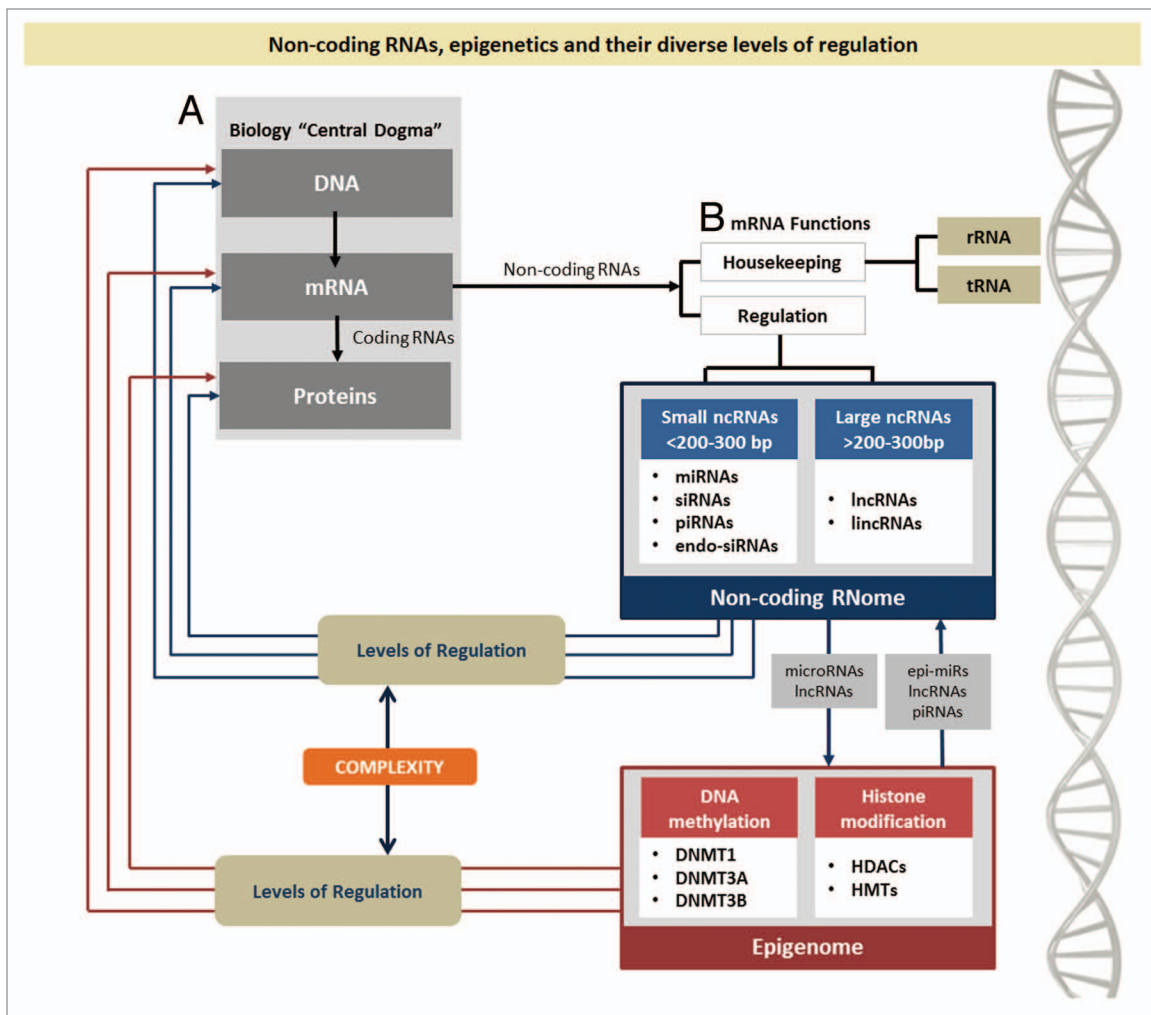 Non-coding RNAs, epigenetics and their diverse levels of regulation
A
Biology “Central Dogma”
DNA
mRNA
Coding RNAs
Proteins
Non-coding RNAs
B mRNA Functions
Housekeeping
Regulation
rRNA
tRNA
Small ncRNAs
<200-300 bp
• miRNAs
• siRNAs
• piRNAs
• endo-siRNAs
Large ncRNAs
>200-300bp
• lncRNAs
• lincRNAs
Non-coding RNome
Levels of Regulation
microRNAs
lncRNAs
epi-miRs
lncRNAs
piRNAs
COMPLEXITY
DNA
methylation
• DNMT1
• DNMT3A
• DNMT3B
Histone
modification
• HDACs
• HMTs
Levels of Regulation
Epigenome